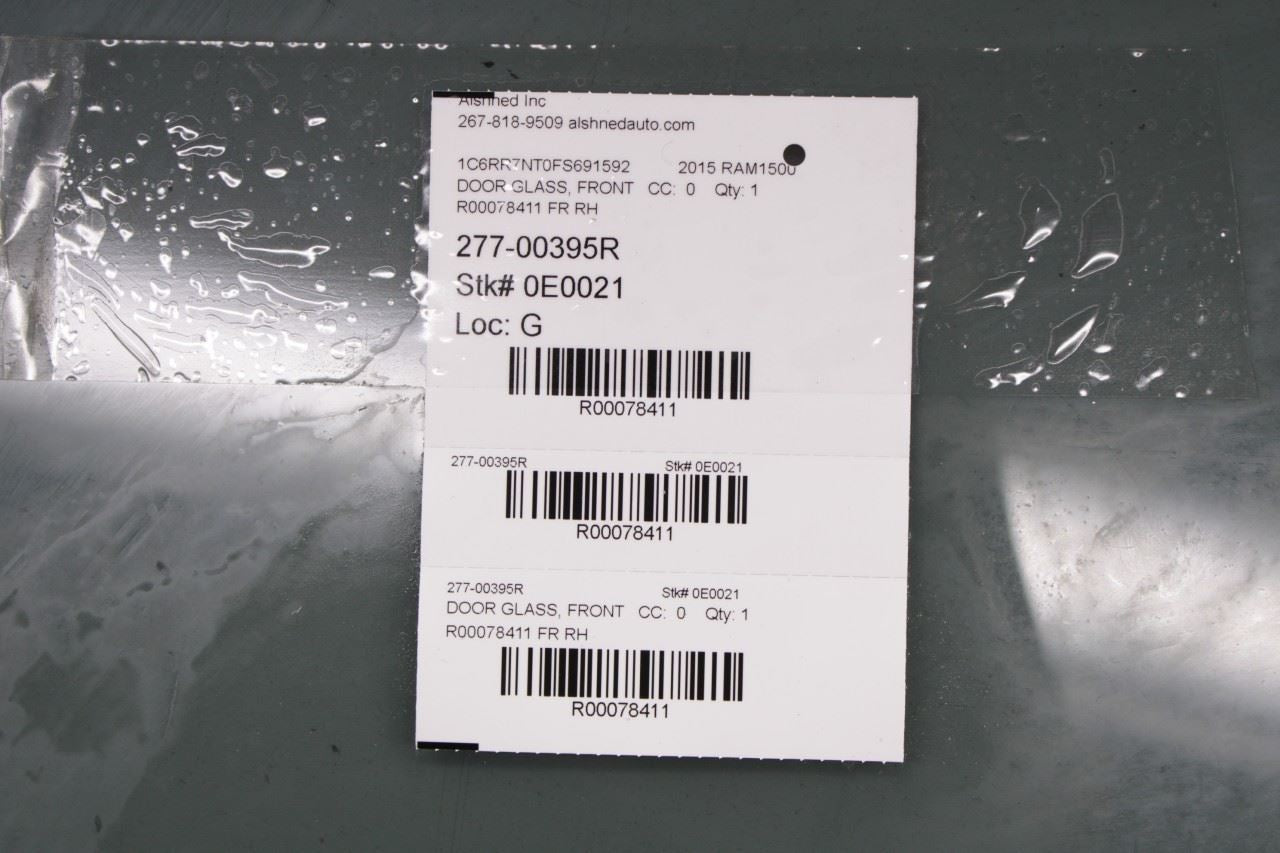 Alshned Inc
267-818-9509 alshnedauto.com
1C6RR7NT0FS691592 2015 RAM1500
DOOR GLASS, FRONT CC: 0 Qty: 1
R00078411 FR RH
277-00395R
Stk# 0E0021
Loc: G
R00078411
277-00395R Stk# 0E0021
R00078411
277-00395R Stk# 0E0021
DOOR GLASS, FRONT CC: 0 Qty: 1
R00078411 FR RH
R00078411